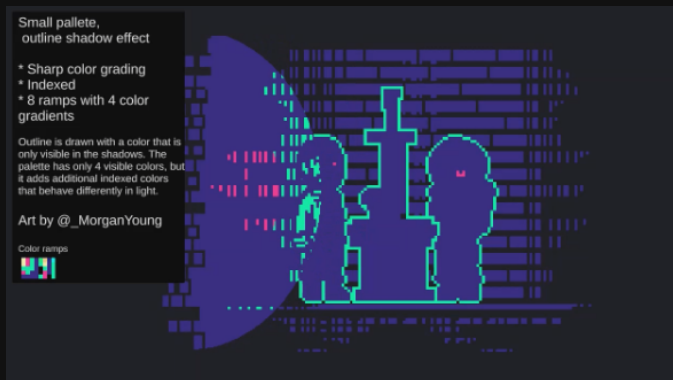 Small pallete,
outline shadow effect
* Sharp color grading
* Indexed
* 8 ramps with 4 color
gradients
Outline is drawn with a color that is
only visible in the shadows. The
palette has only 4 visible colors, but
it adds additional indexed colors
that behave differently in light.
Art by @_MorganYoung
Color ramps